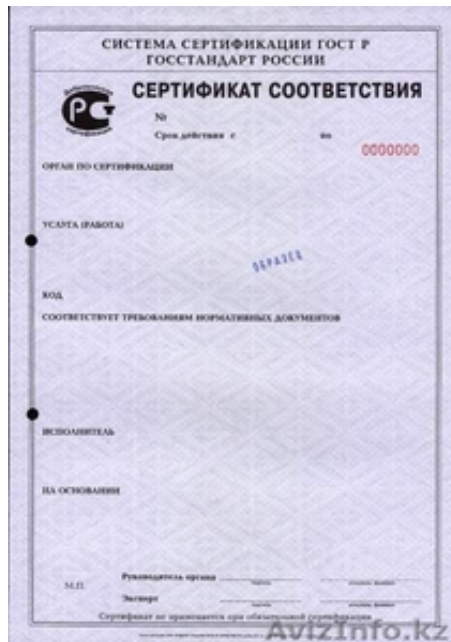 СИСТЕМА СЕРТИФИКАЦИИ ГОСТ Р
ГОССТАНДАРТ РОССИИ
СЕРТИФИКАТ СООТВЕТСТВИЯ
№
Срок действия с по
0000000
ОРГАН ПО СЕРТИФИКАЦИИ
УСЛУГА (РАБОТА)
ОБРАЗЕЦ
КОД
СООТВЕТСТВУЕТ ТРЕБОВАНИЯМ НОРМАТИВНЫХ ДОКУМЕНТОВ
ИСПОЛНИТЕЛЬ
НА ОСНОВАНИИ
М.П.
Руководитель органа
Эксперт
Сертификат не применяется при обязательной сертификации
AvizInfo.kz